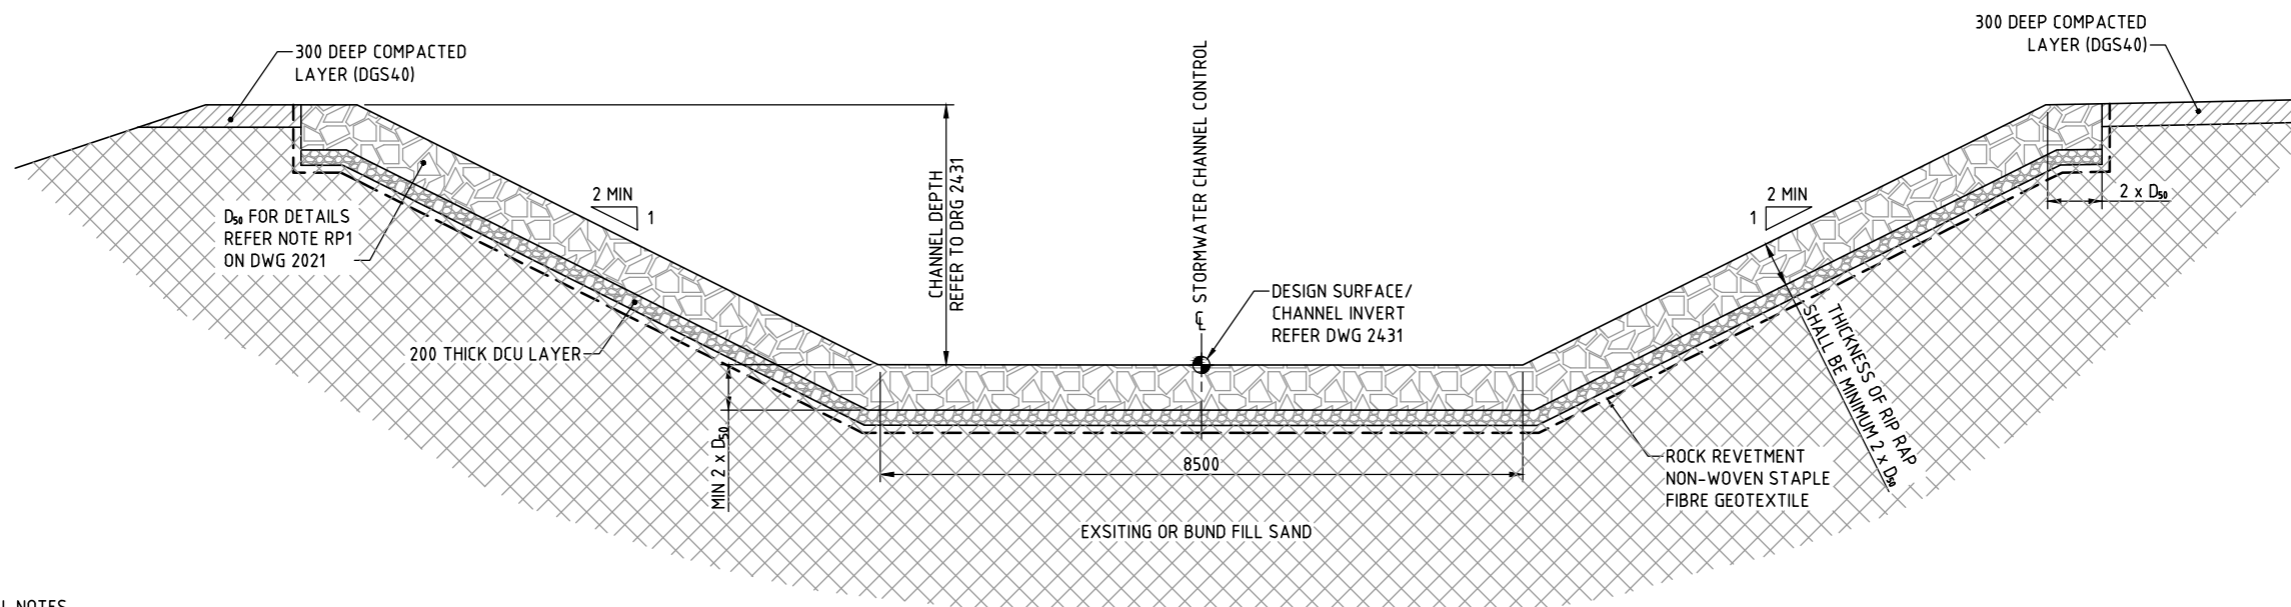 300 DEEP COMPACTED
LAYER (DGS40)
300 DEEP COMPACTED
LAYER (DGS40)
℄ STORMWATER CHANNEL CONTROL
CHANNEL DEPTH
REFER TO DRG 2431
2 MIN
1
2 MIN
1
2 x D₅₀
D₅₀ FOR DETAILS
REFER NOTE RP1
ON DWG 2021
DESIGN SURFACE/
CHANNEL INVERT
REFER DWG 2431
200 THICK DCU LAYER
THICKNESS OF RIP RAP
SHALL BE MINIMUM 2 x D₅₀
MIN 2 x D₅₀
8500
ROCK REVETMENT
NON-WOVEN STAPLE
FIBRE GEOTEXTILE
EXSITING OR BUND FILL SAND
L NOTES